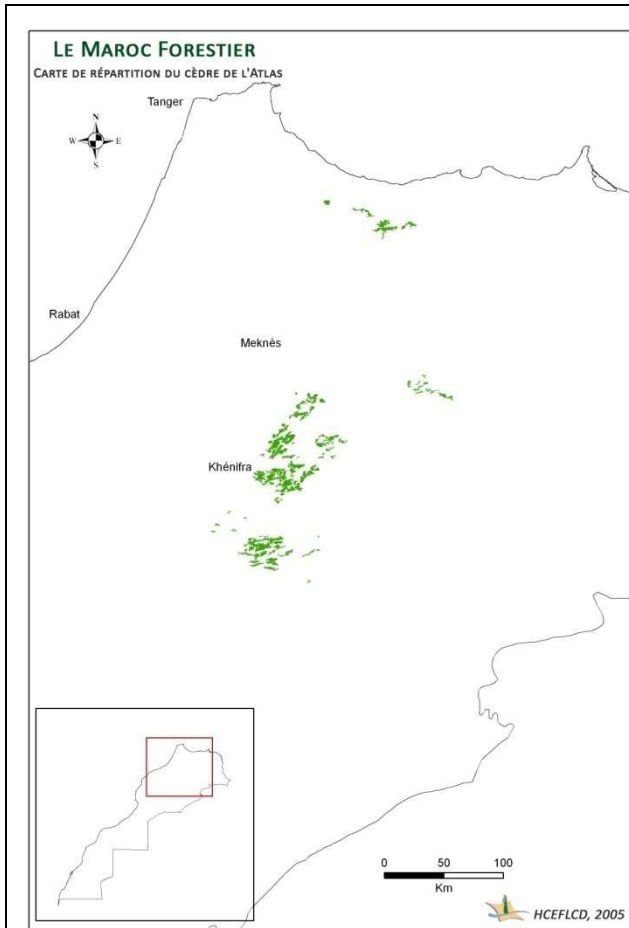 LE MAROC FORESTIER
CARTE DE RÉPARTITION DU CÈDRE DE L'ATLAS
Tanger
N
W E
S
Rabat
Meknès
Khénifra
0 50 100
Km
HCEFLCD, 2005